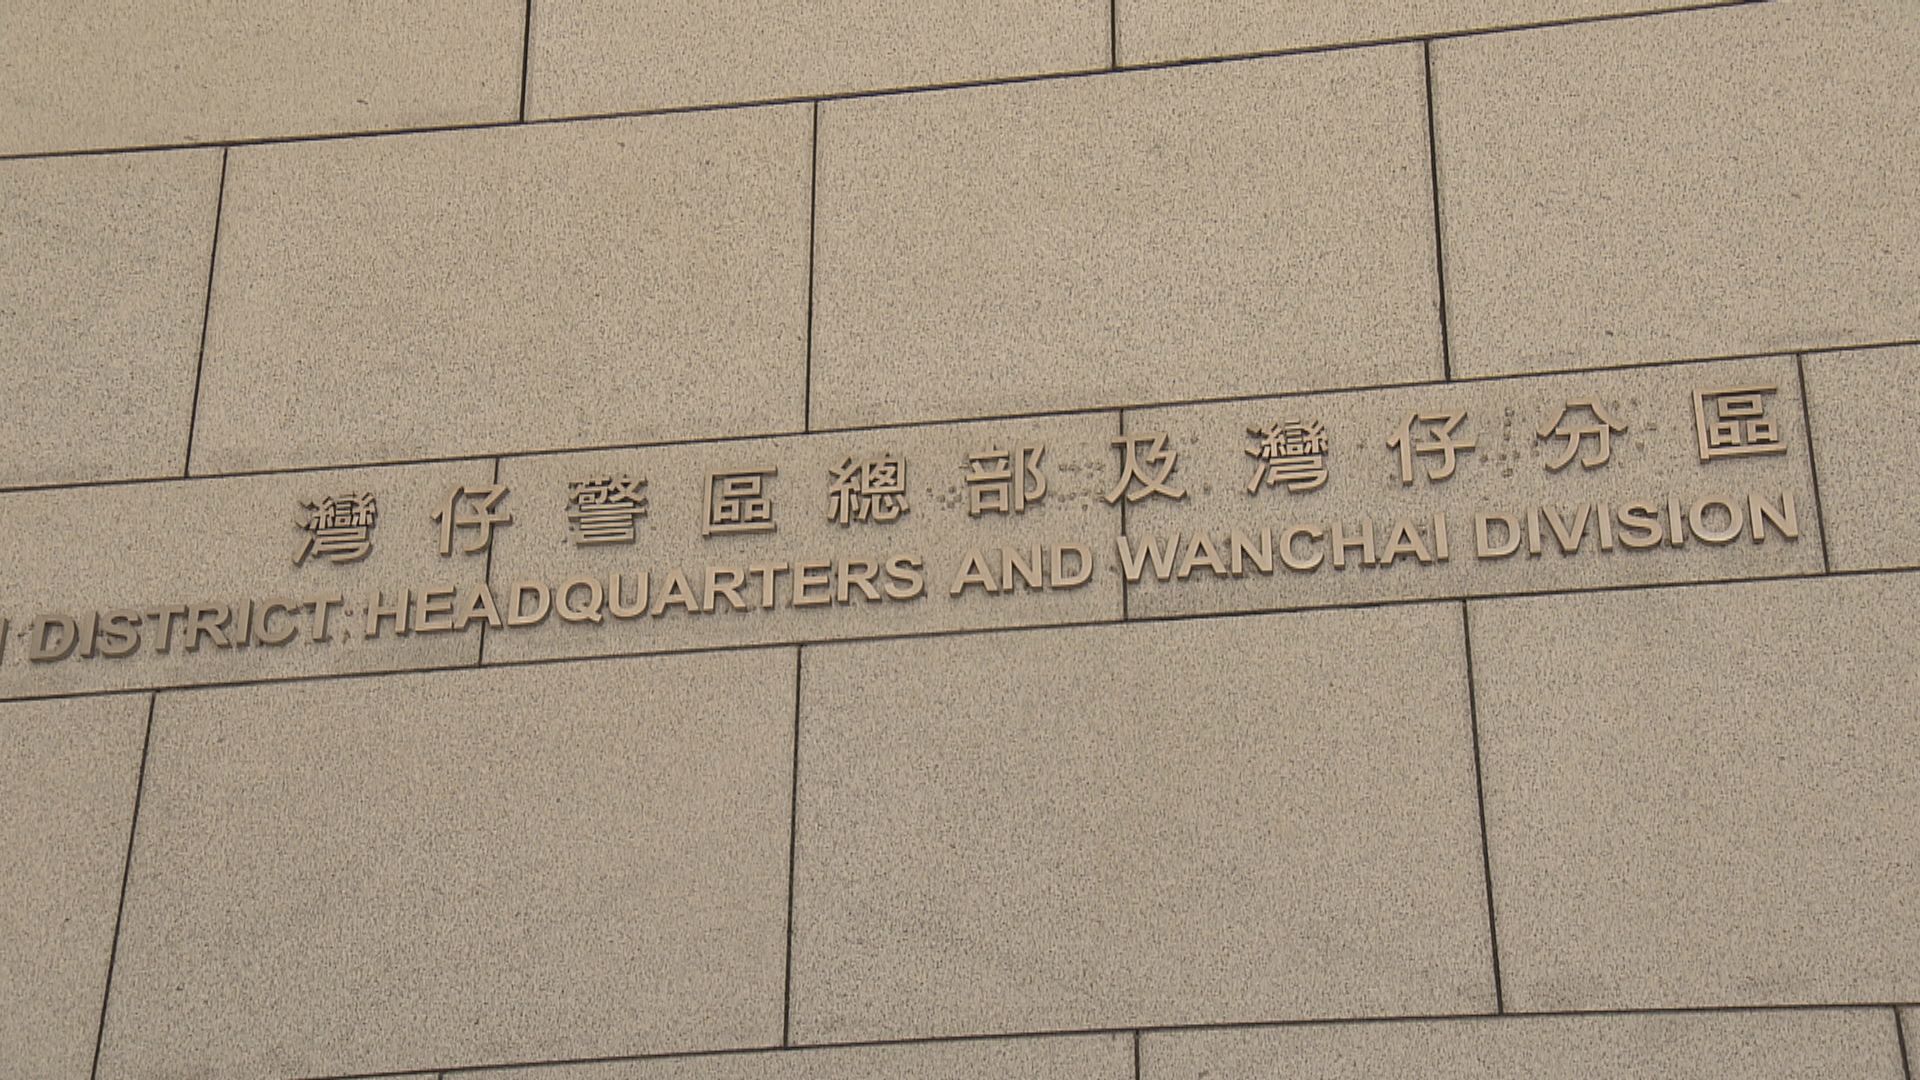 灣仔警區總部及灣仔分區
DISTRICT HEADQUARTERS AND WANCHAI DIVISION